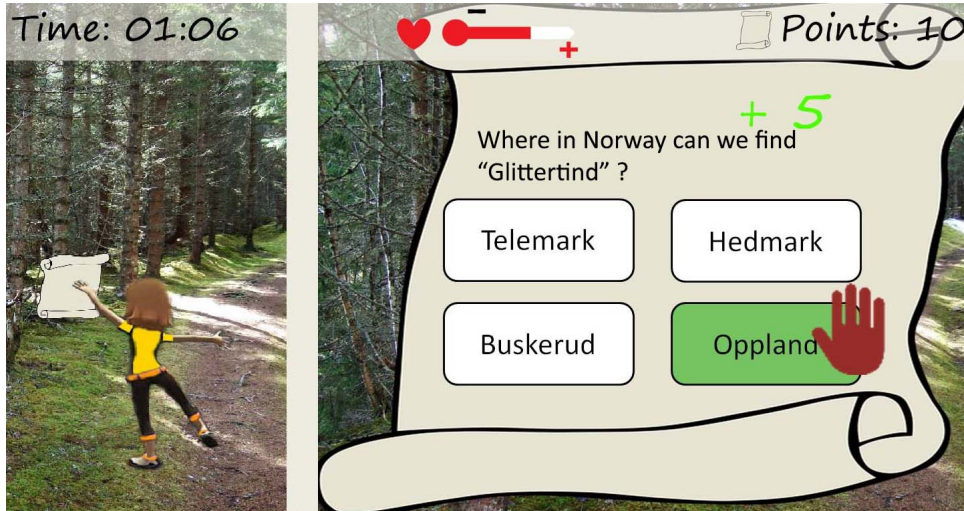 Time: 01:06
- +
Points: 10
+ 5
Where in Norway can we find
“Glittertind” ?
Telemark
Hedmark
Buskerud
Oppland